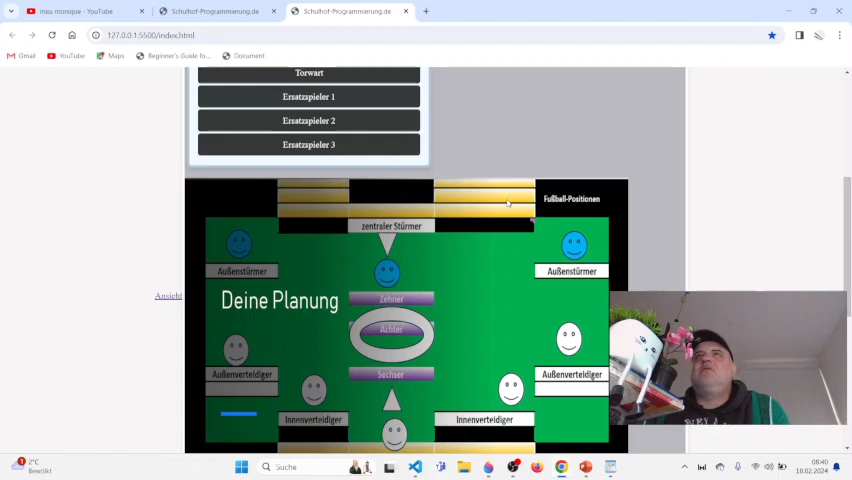 miss monique - YouTube
Schulhof-Programmierung.de
Schulhof-Programmierung.de
127.0.0.1:5500/index.html
Gmail
YouTube
Maps
Beginner's Guide fo...
Document
Torwart
Ersatzspieler 1
Ersatzspieler 2
Ersatzspieler 3
Fußball-Positionen
zentraler Stürmer
Außenstürmer
Außenstürmer
Deine Planung
Zehner
Ansicht
Achter
Außenverteidiger
Sechser
Außenverteidiger
Innenverteidiger
Innenverteidiger
2°C
Bewölkt
Suche
08:40
18.02.2024